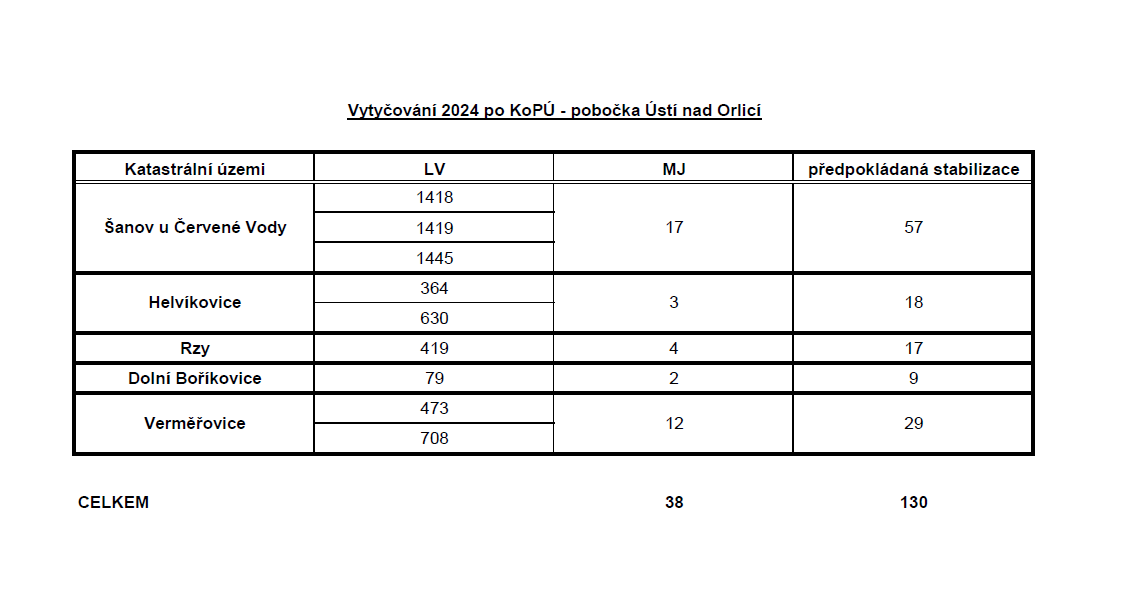 Vytyčování 2024 po KoPÚ - pobočka Ústí nad Orlicí
Katastrální území LV MJ předpokládaná stabilizace
1418
Šanov u Červené Vody 1419 17 57
1445
364
Helvíkovice 3 18
630
Rzy 419 4 17
Dolní Boříkovice 79 2 9
473
Verměřovice 12 29
708
CELKEM 38 130